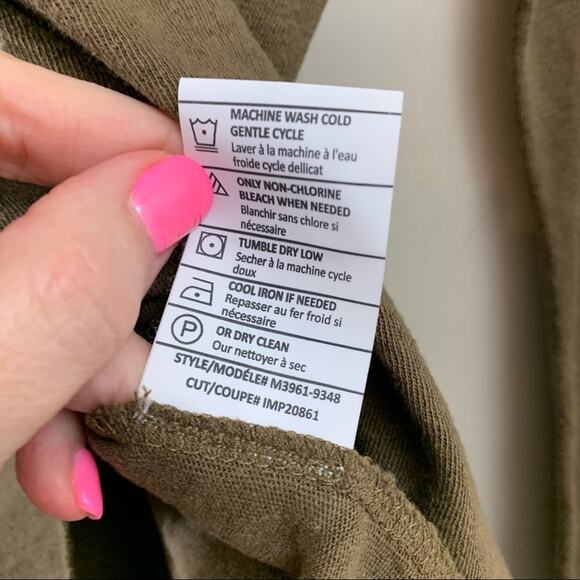 MACHINE WASH COLD
GENTLE CYCLE
Laver à la machine à l'eau
froide cycle dellicat
ONLY NON-CHLORINE
BLEACH WHEN NEEDED
Blanchir sans chlore si
nécessaire
TUMBLE DRY LOW
Secher à la machine cycle
doux
COOL IRON IF NEEDED
Repasser au fer froid si
nécessaire
P
OR DRY CLEAN
Our nettoyer à sec
STYLE/MODÉLE# M3961-9348
CUT/COUPE# IMP20861